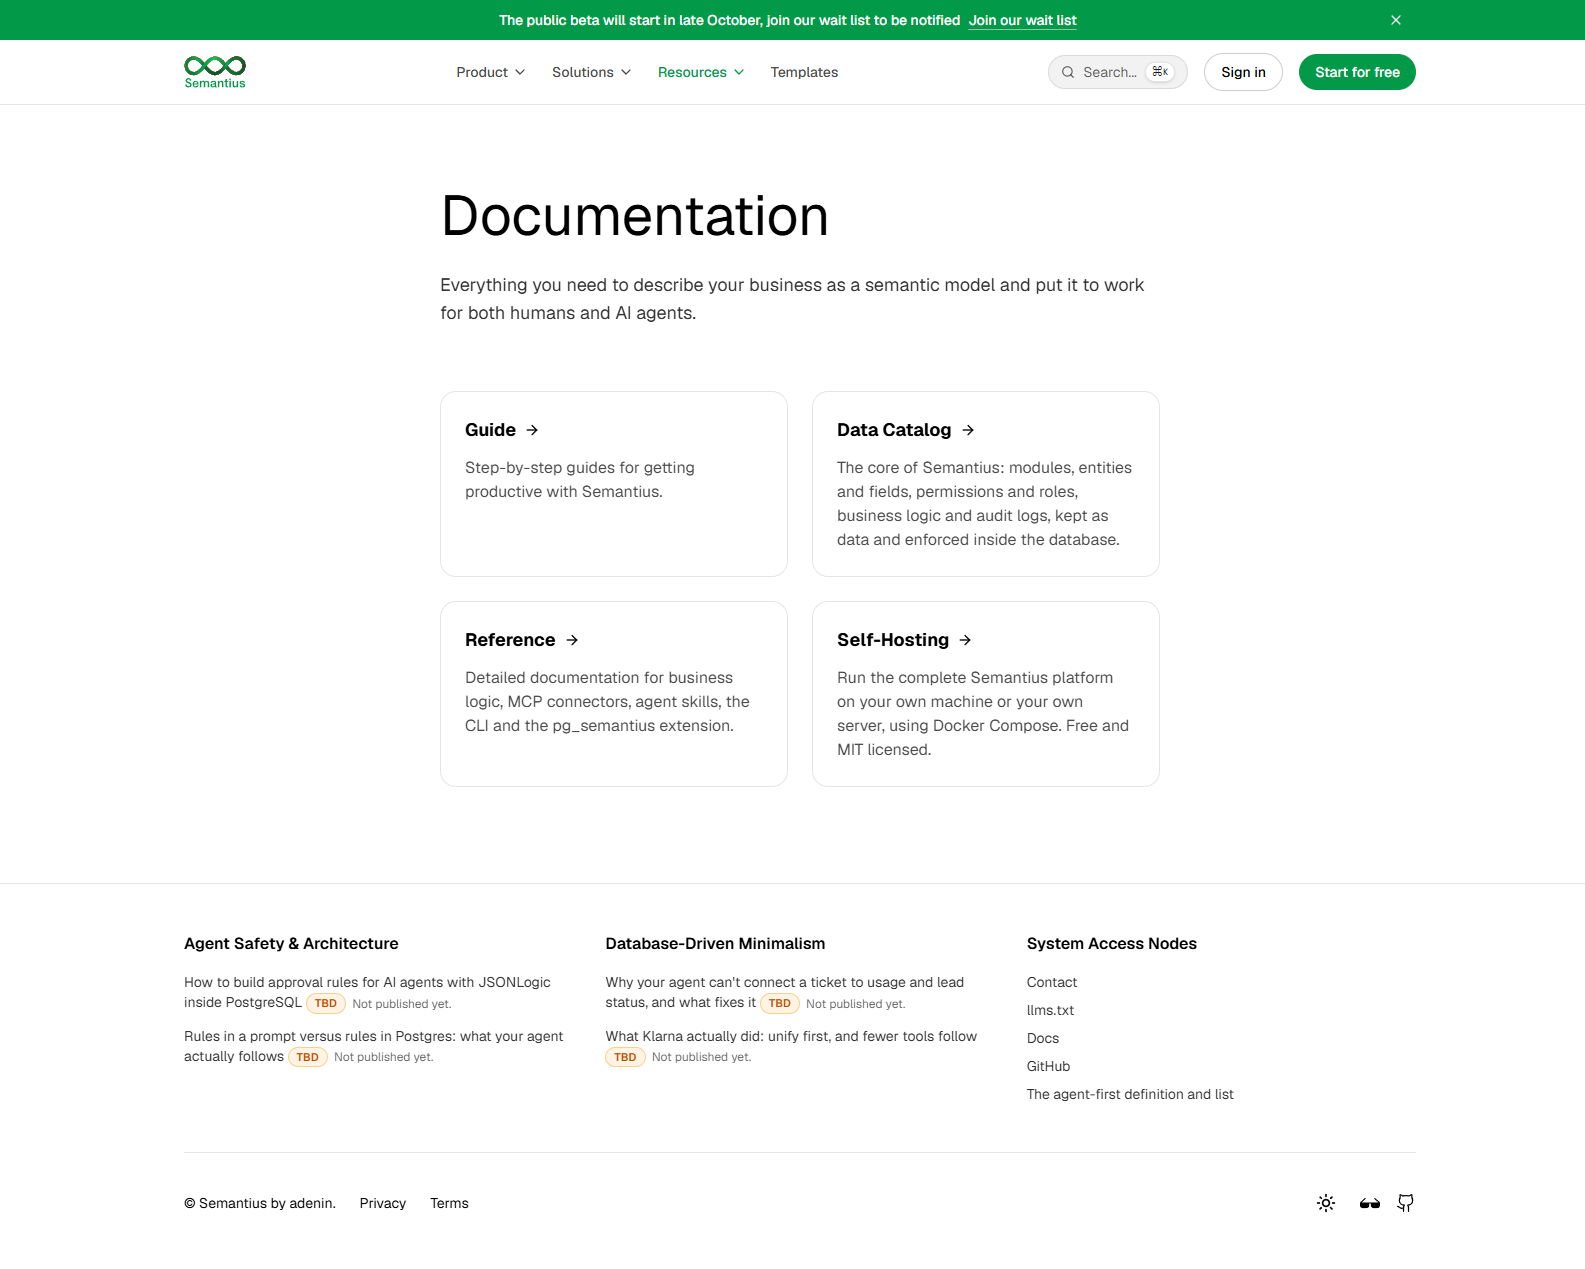 The public beta will start in late October, join our wait list to be notified Join our wait list
Semantius
Product
Solutions
Resources
Templates
Search... ⌘K
Sign in
Start for free
Documentation
Everything you need to describe your business as a semantic model and put it to work
for both humans and AI agents.
Guide →
Step-by-step guides for getting
productive with Semantius.
Data Catalog →
The core of Semantius: modules, entities
and fields, permissions and roles,
business logic and audit logs, kept as
data and enforced inside the database.
Reference →
Detailed documentation for business
logic, MCP connectors, agent skills, the
CLI and the pg_semantius extension.
Self-Hosting →
Run the complete Semantius platform
on your own machine or your own
server, using Docker Compose. Free and
MIT licensed.
Agent Safety & Architecture
How to build approval rules for AI agents with JSONLogic
inside PostgreSQL TBD Not published yet.
Rules in a prompt versus rules in Postgres: what your agent
actually follows TBD Not published yet.
Database-Driven Minimalism
Why your agent can't connect a ticket to usage and lead
status, and what fixes it TBD Not published yet.
What Klarna actually did: unify first, and fewer tools follow
TBD Not published yet.
System Access Nodes
Contact
llms.txt
Docs
GitHub
The agent-first definition and list
© Semantius by adenin.
Privacy
Terms